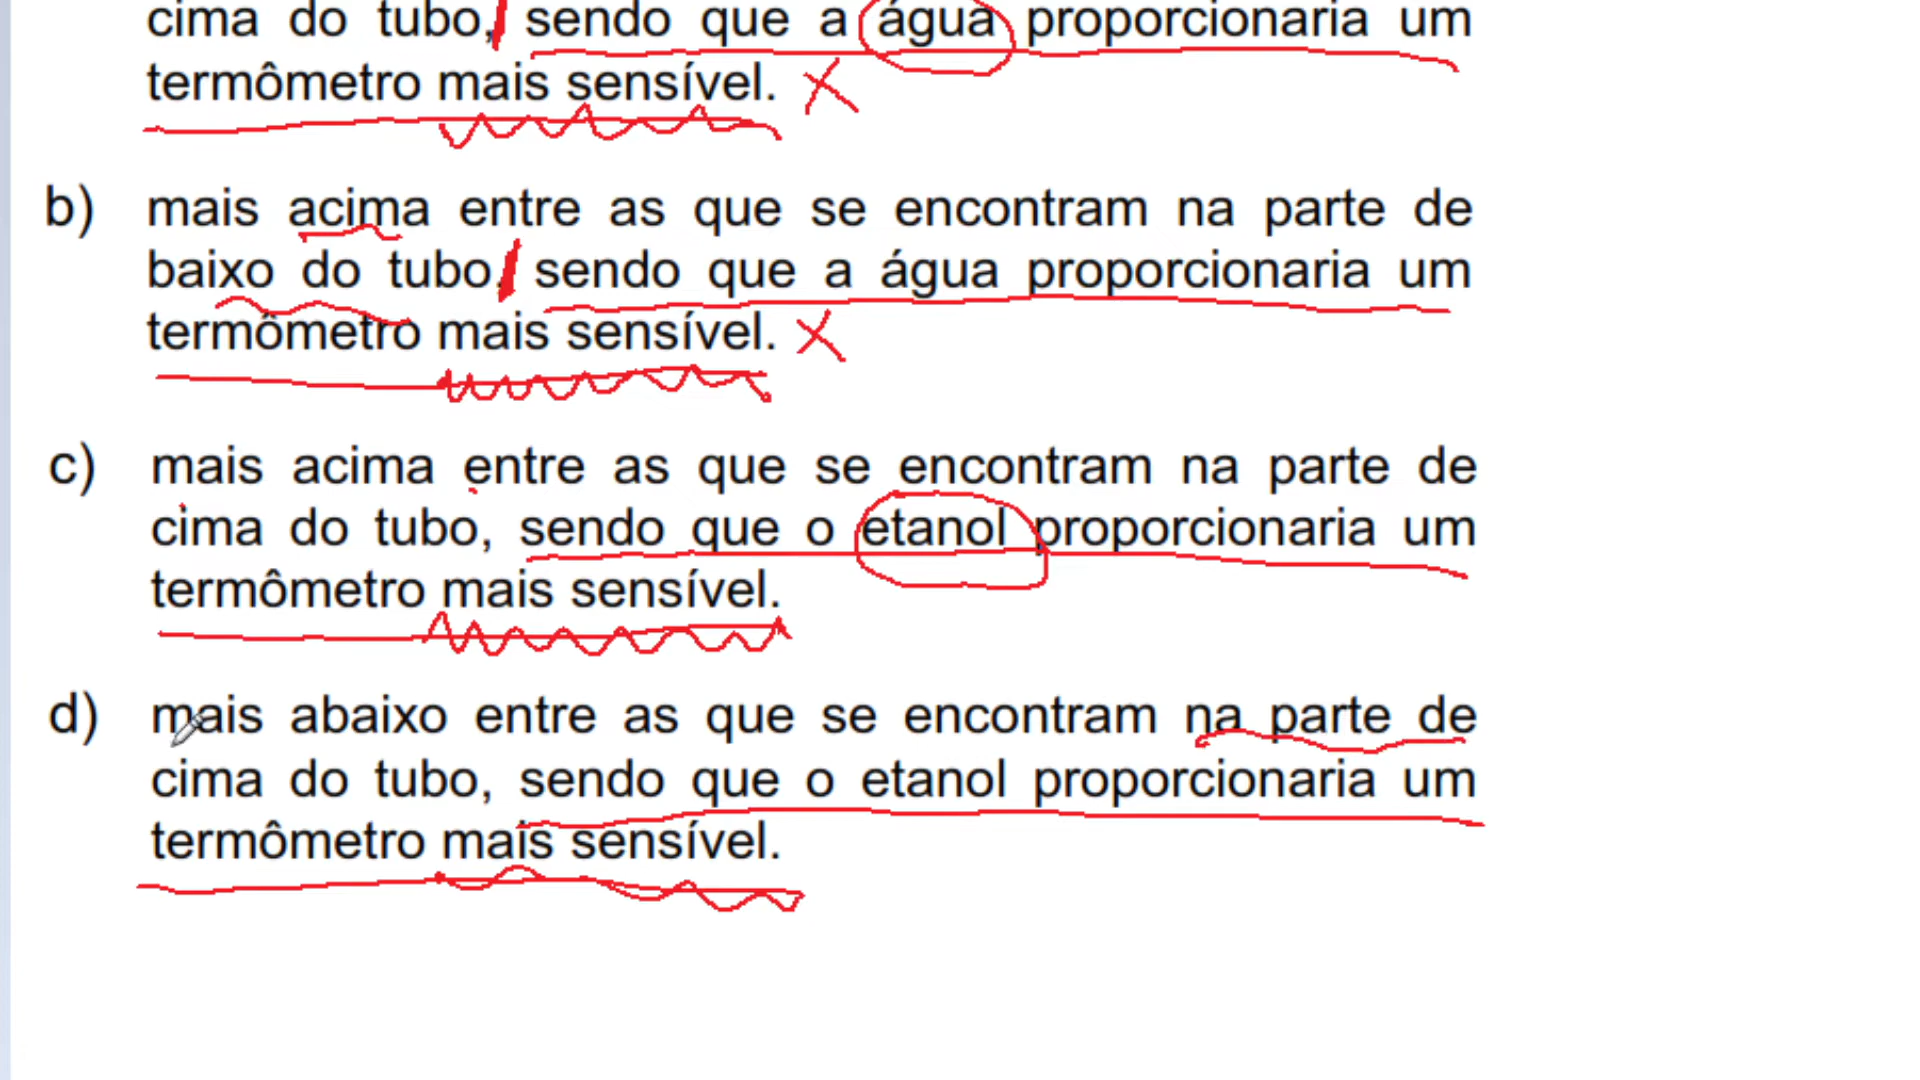 cima do tubo, sendo que a água proporcionaria um
termômetro mais sensível.
b) mais acima entre as que se encontram na parte de
baixo do tubo, sendo que a água proporcionaria um
termômetro mais sensível.
c) mais acima entre as que se encontram na parte de
cima do tubo, sendo que o etanol proporcionaria um
termômetro mais sensível.
d) mais abaixo entre as que se encontram na parte de
cima do tubo, sendo que o etanol proporcionaria um
termômetro mais sensível.